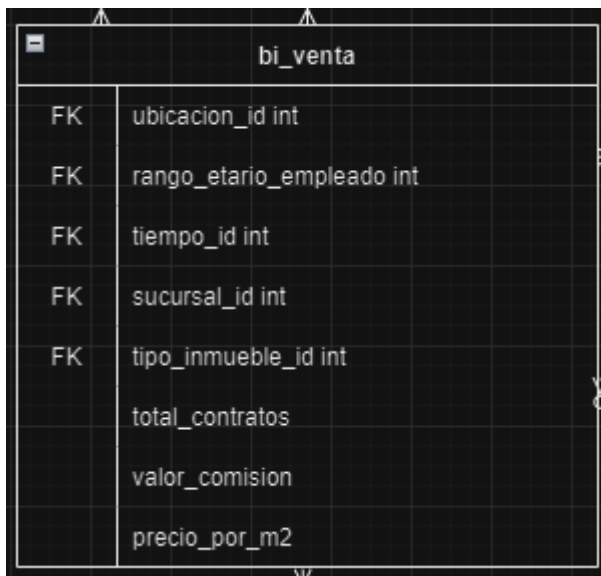 bi_venta
FK ubicacion_id int
FK rango_etario_empleado int
FK tiempo_id int
FK sucursal_id int
FK tipo_inmueble_id int
total_contratos
valor_comision
precio_por_m2